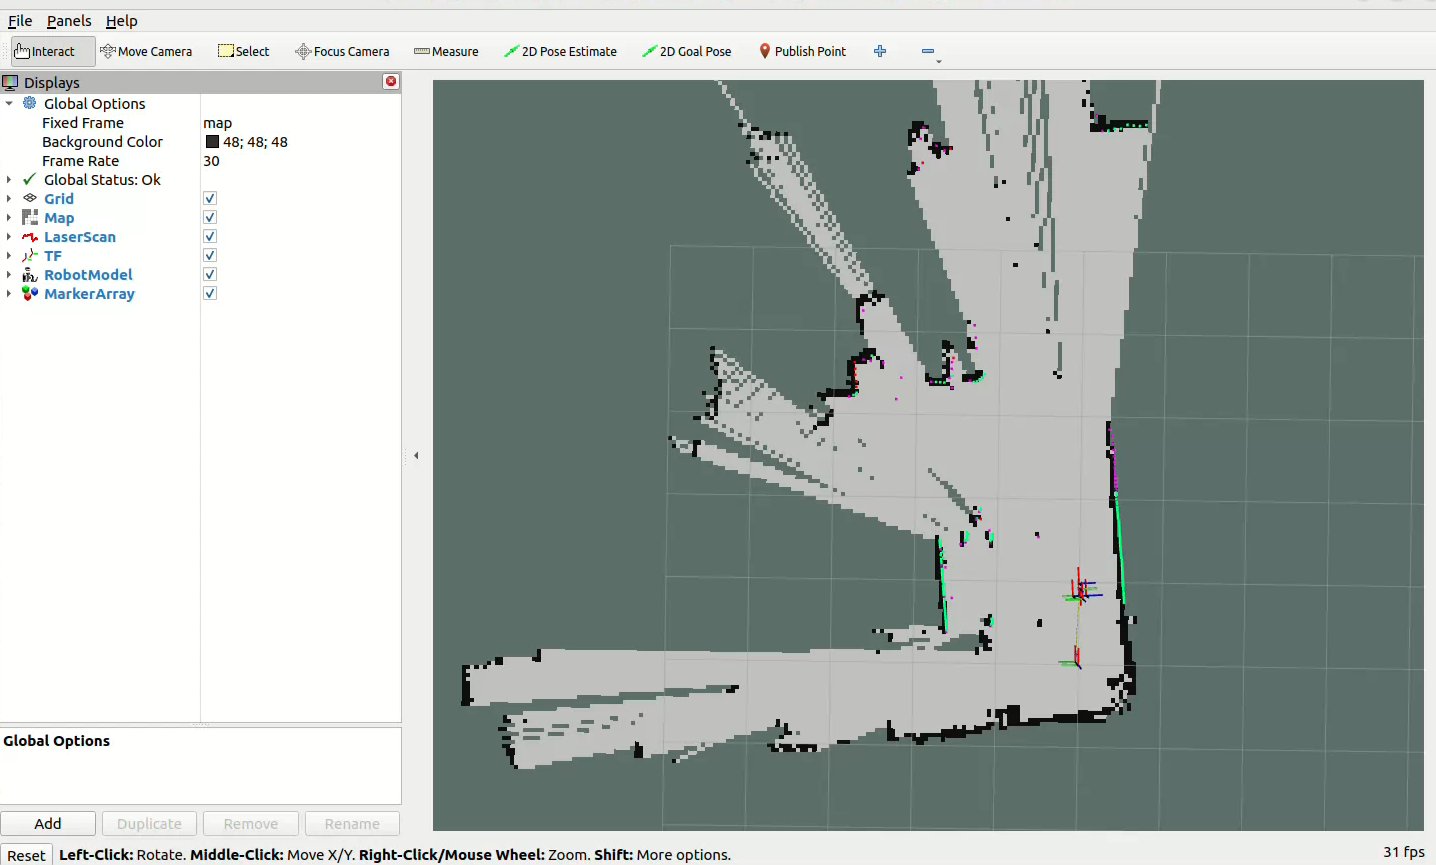 File Panels Help
Interact Move Camera Select Focus Camera Measure 2D Pose Estimate 2D Goal Pose Publish Point
Displays
Global Options
Fixed Frame map
Background Color 48; 48; 48
Frame Rate 30
Global Status: Ok
Grid
Map
LaserScan
TF
RobotModel
MarkerArray
Global Options
Add Duplicate Remove Rename
Reset Left-Click: Rotate. Middle-Click: Move X/Y. Right-Click/Mouse Wheel: Zoom. Shift: More options. 31 fps